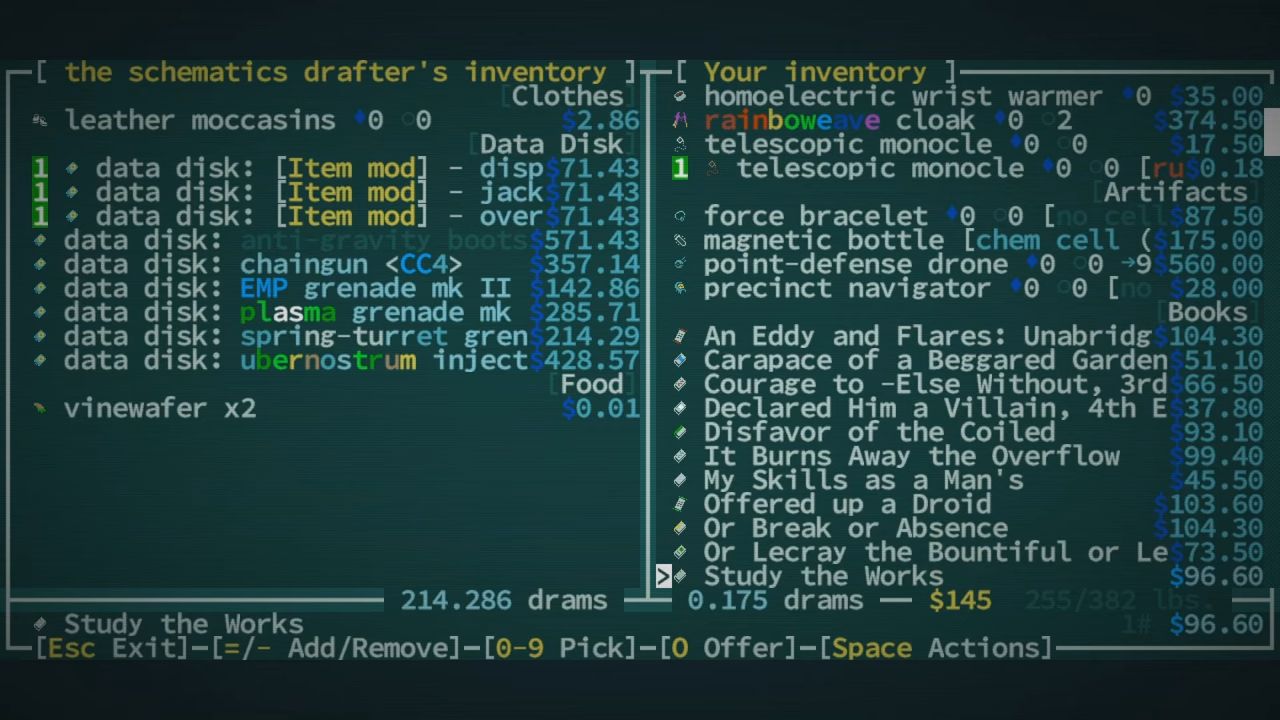 [ the schematics drafter's inventory ]
[Clothes]
leather moccasins ♦0 ○0 $2.86
[Data Disk]
1 data disk: [Item mod] - disp$71.43
1 data disk: [Item mod] - jack$71.43
1 data disk: [Item mod] - over$71.43
data disk: anti-gravity boots$571.43
data disk: chaingun <CC4> $357.14
data disk: EMP grenade mk II $142.86
data disk: plasma grenade mk $285.71
data disk: spring-turret gren$214.29
data disk: ubernostrum inject$428.57
[Food]
vinewafer x2 $0.01
214.286 drams
[ Your inventory ]
homoelectric wrist warmer ♦0 $35.00
rainboweave cloak ♦0 ○2 $374.50
telescopic monocle ♦0 ○0 $17.50
1 telescopic monocle ♦0 ○0 [ru$0.18
[Artifacts]
force bracelet ♦0 ○0 [no cell$87.50
magnetic bottle [chem cell ($175.00
point-defense drone ♦0 ○0 →9$560.00
precinct navigator ♦0 ○0 [no $28.00
[Books]
An Eddy and Flares: Unabridg$104.30
Carapace of a Beggared Garden$51.10
Courage to -Else Without, 3rd$66.50
Declared Him a Villain, 4th E$37.80
Disfavor of the Coiled $93.10
It Burns Away the Overflow $99.40
My Skills as a Man's $45.50
Offered up a Droid $103.60
Or Break or Absence $104.30
Or Lecray the Bountiful or Le$73.50
> Study the Works $96.60
0.175 drams — $145 255/382 lbs.
Study the Works 1# $96.60
[Esc Exit]—[=/- Add/Remove]—[0-9 Pick]—[O Offer]—[Space Actions]